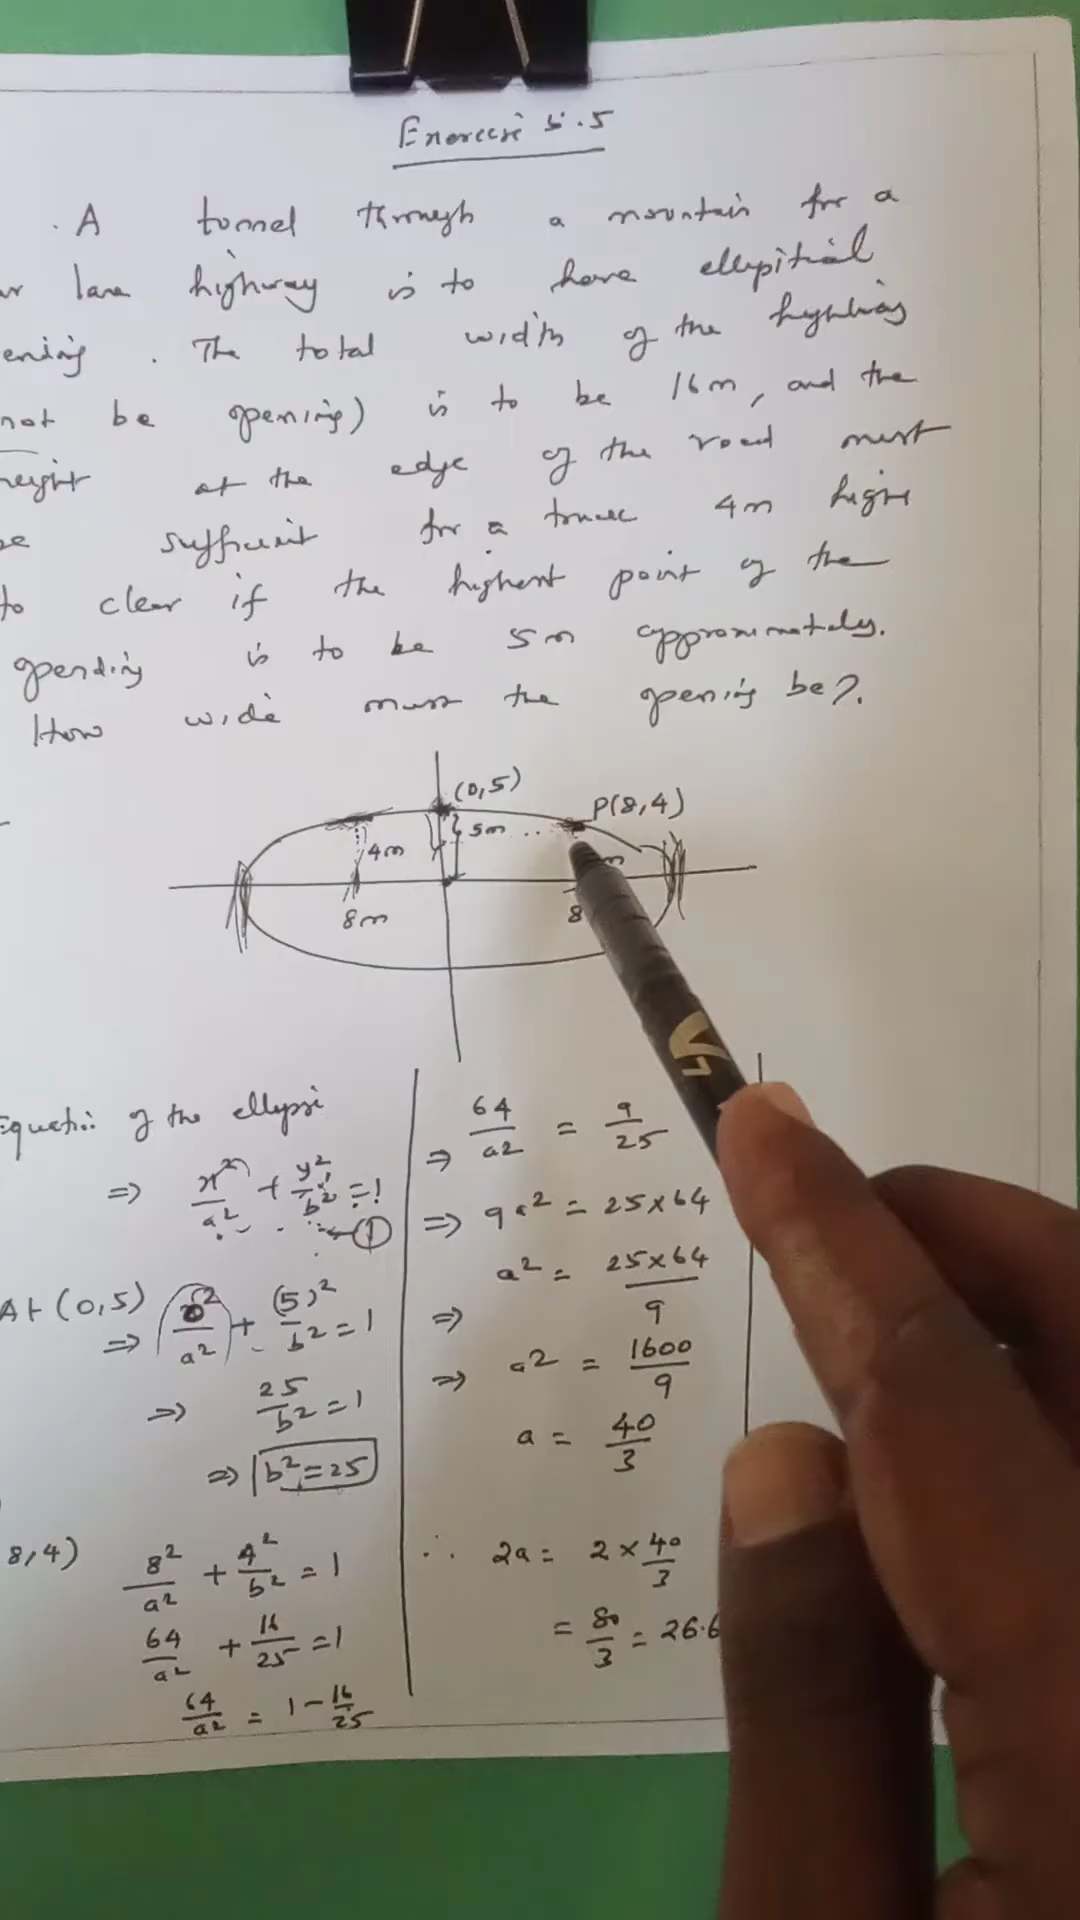 Exercise 5.5
. A tunnel through a mountain for a
lane highway is to have elliptical
ening . The total width of the highway
not be opening) is to be 16m, and the
height at the edge of the road must
be sufficient for a truck 4m high
to clear if the highest point of the
opening is to be 5m approximately.
How wide must the opening be?.
(0,5)
P(8,4)
5m
4m
8m
8
m
Equation of the ellipse
⇒ x²/a² + y²/b² = 1
①
At (0,5)
⇒ 0²/a² + (5)²/b² = 1
⇒ 25/b² = 1
⇒ b² = 25
8,4) 8²/a² + 4²/b² = 1
64/a² + 16/25 = 1
64/a² = 1 - 16/25
⇒ 64/a² = 9/25
⇒ 9a² = 25×64
⇒ a² = 25×64/9
⇒ a² = 1600/9
a = 40/3
∴ 2a = 2 × 40/3
= 80/3 = 26.6
V7